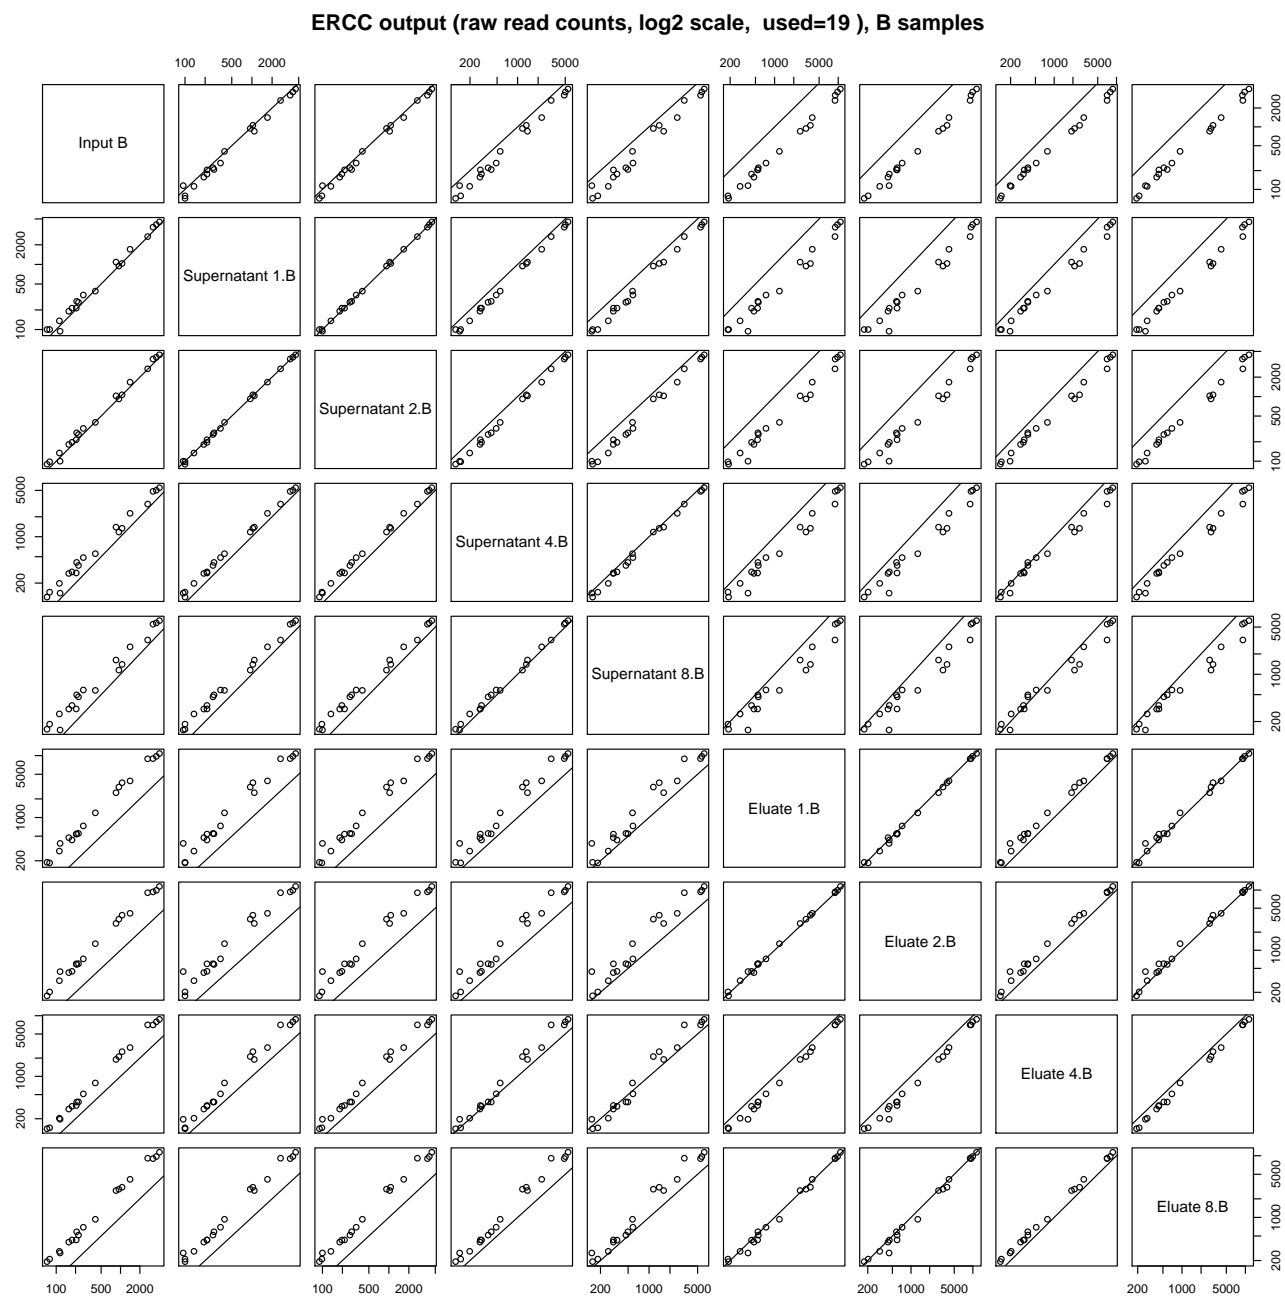 ERCC output (raw read counts, log2 scale,  used=19 ), B samples
100 500 2000 200 1000 5000 200 1000 5000 200 1000 5000
Input B
100 500 2000
100 500 2000
Supernatant 1.B
Supernatant 2.B
100 500 2000
200 1000 5000
Supernatant 4.B
Supernatant 8.B
200 1000 5000
200 1000 5000
Eluate 1.B
Eluate 2.B
200 1000 5000
200 1000 5000
Eluate 4.B
Eluate 8.B
200 1000 5000
100 500 2000 100 500 2000 200 1000 5000 200 1000 5000 200 1000 5000